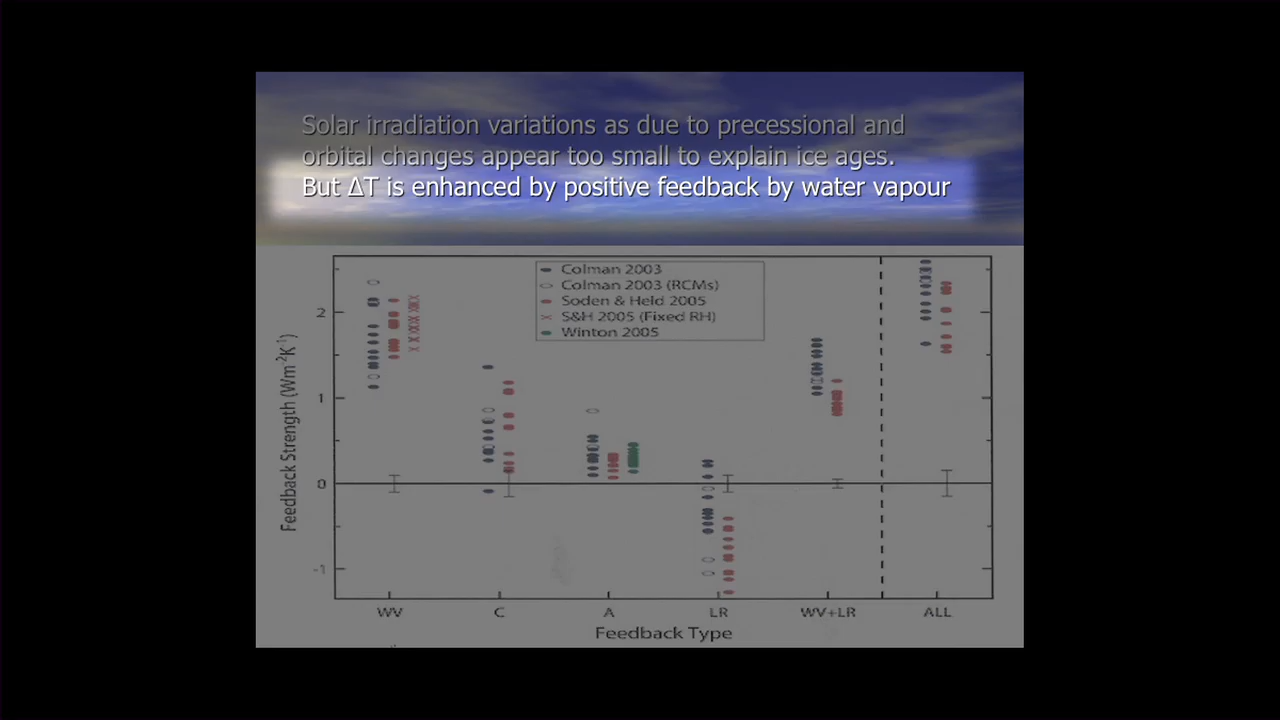 Solar irradiation variations as due to precessional and
orbital changes appear too small to explain ice ages.
But ΔT is enhanced by positive feedback by water vapour
Colman 2003
Colman 2003 (RCMs)
Soden & Held 2005
S&H 2005 (Fixed RH)
Winton 2005
Feedback Strength (Wm⁻²K⁻¹)
2
1
0
-1
WV C A LR WV+LR ALL
Feedback Type